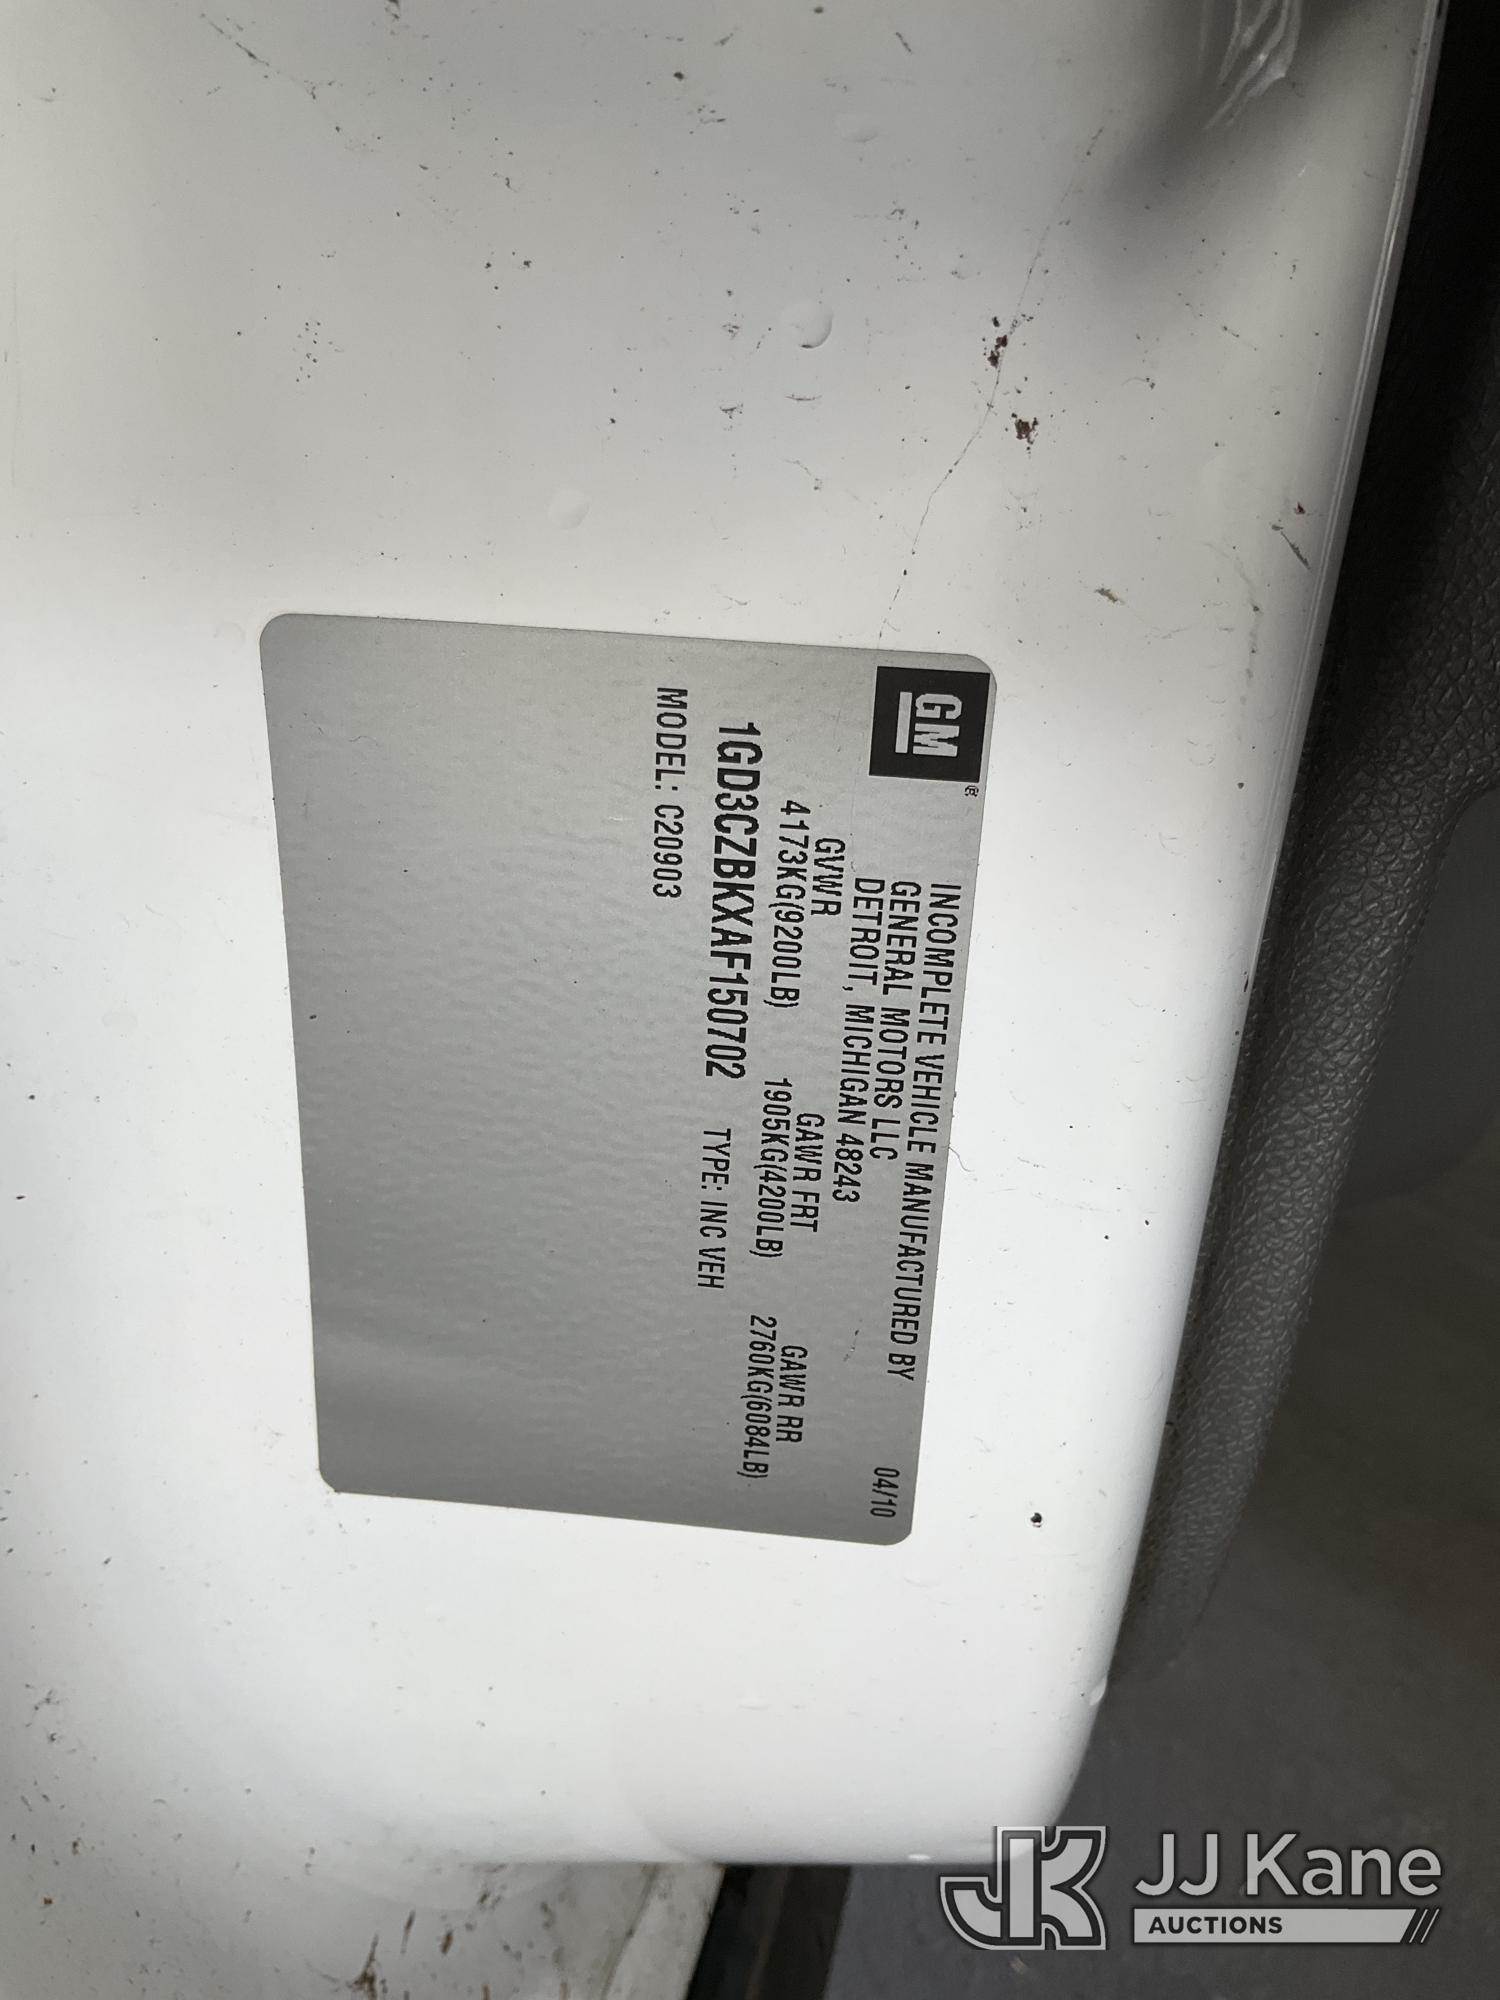 GM®
INCOMPLETE VEHICLE MANUFACTURED BY
GENERAL MOTORS LLC
DETROIT, MICHIGAN 48243
04/10
GVWR GAWR FRT GAWR RR
4173KG(9200LB) 1905KG(4200LB) 2760KG(6084LB)
1GD3CZBKXAF150702 TYPE: INC VEH
MODEL: C20903
JK JJ Kane
AUCTIONS